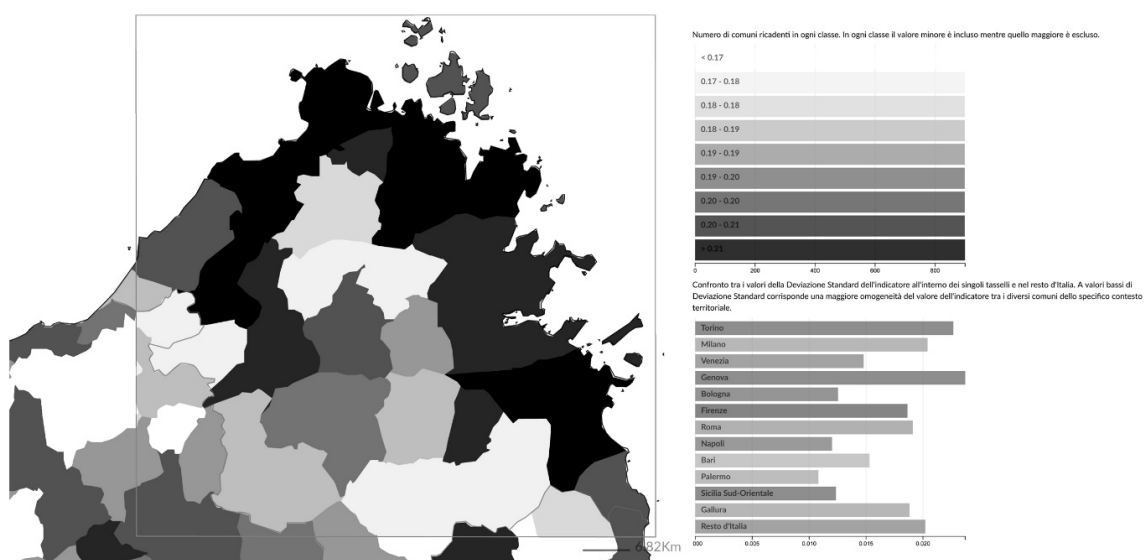 Numero di comuni ricadenti in ogni classe. In ogni classe il valore minore è incluso mentre quello maggiore è escluso.
< 0.17
0.17 - 0.18
0.18 - 0.18
0.18 - 0.19
0.19 - 0.19
0.19 - 0.20
0.20 - 0.20
0.20 - 0.21
> 0.21
0 200 400 600 800
Confronto tra i valori della Deviazione Standard dell'indicatore all'interno dei singoli tasselli e nel resto d'Italia. A valori bassi di
Deviazione Standard corrisponde una maggiore omogeneità del valore dell'indicatore tra i diversi comuni dello specifico contesto
territoriale.
Torino
Milano
Venezia
Genova
Bologna
Firenze
Roma
Napoli
Bari
Palermo
Sicilia Sud-Orientale
Gallura
Resto d'Italia
000 0.005 0.010 0.015 0.020
6.82Km